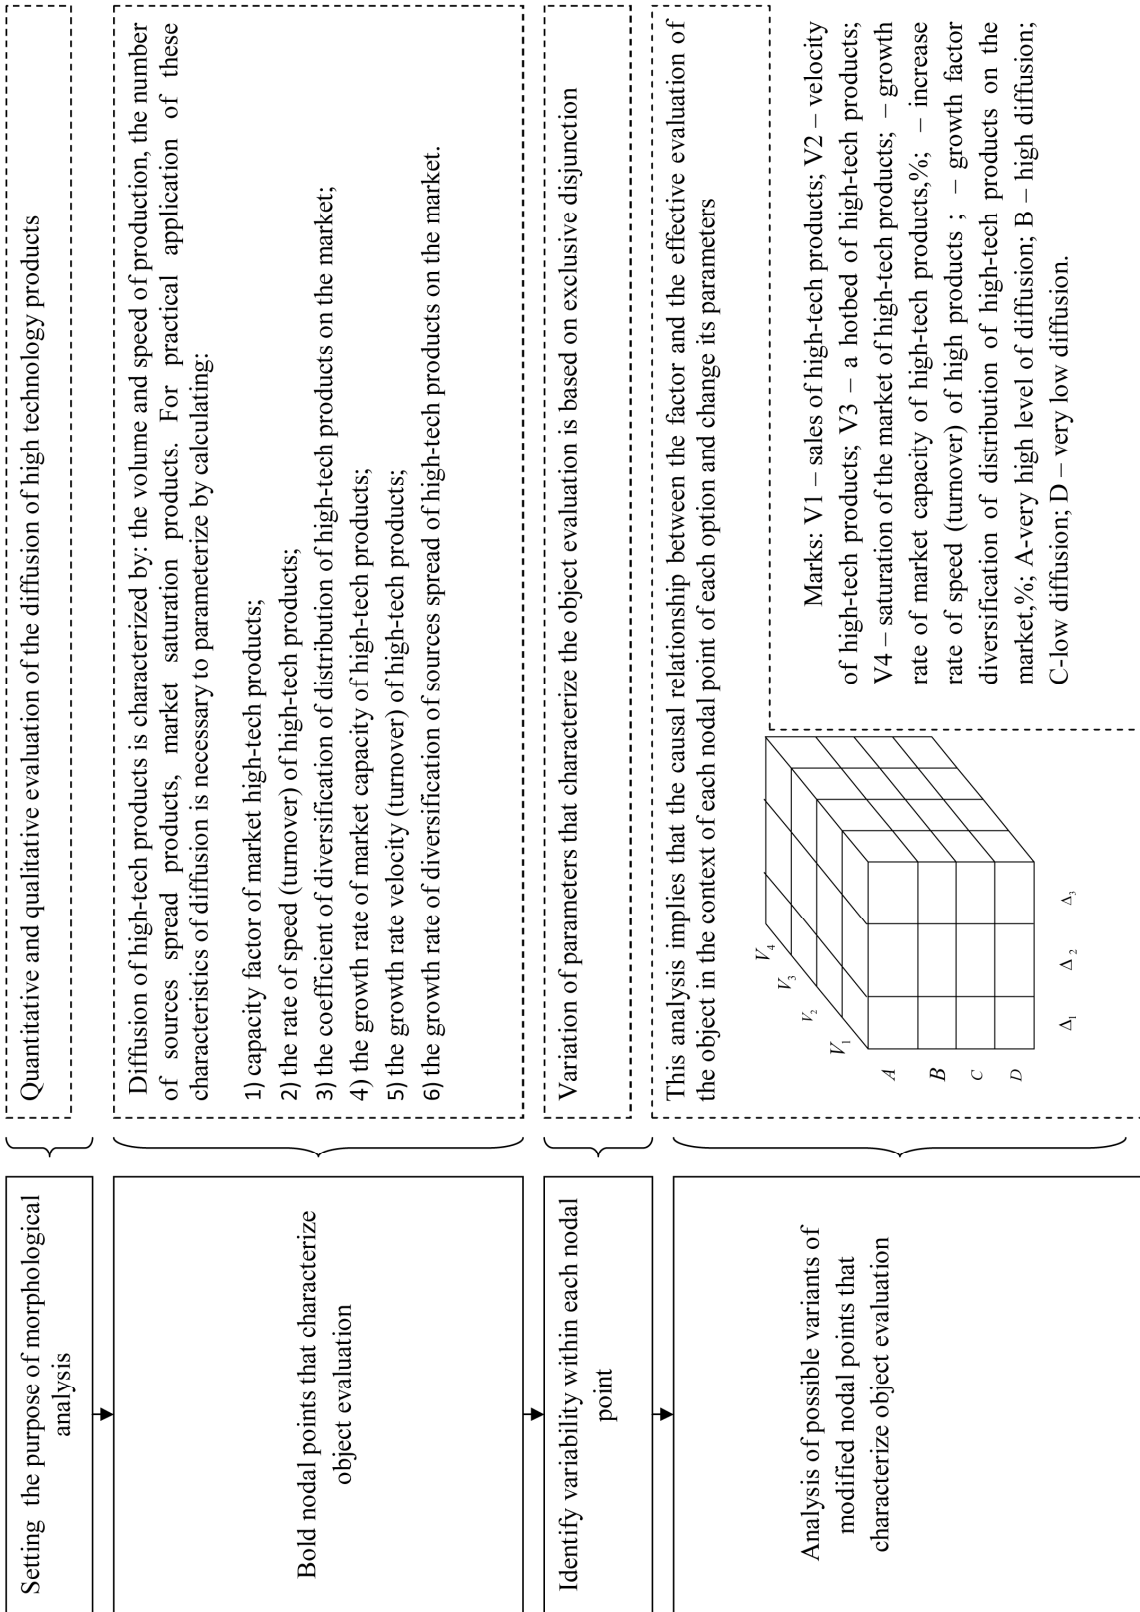 Setting the purpose of morphological
analysis
Quantitative and qualitative evaluation of the diffusion of high technology products
Bold nodal points that characterize
object evaluation
Diffusion of high-tech products is characterized by: the volume and speed of production, the number
of sources spread products, market saturation products. For practical application of these
characteristics of diffusion is necessary to parameterize by calculating:
1) capacity factor of market high-tech products;
2) the rate of speed (turnover) of high-tech products;
3) the coefficient of diversification of distribution of high-tech products on the market;
4) the growth rate of market capacity of high-tech products;
5) the growth rate velocity (turnover) of high-tech products;
6) the growth rate of diversification of sources spread of high-tech products on the market.
Identify variability within each nodal
point
Variation of parameters that characterize the object evaluation is based on exclusive disjunction
Analysis of possible variants of
modified nodal points that
characterize object evaluation
This analysis implies that the causal relationship between the factor and the effective evaluation of
the object in the context of each nodal point of each option and change its parameters
V4
V3
V2
V1
A
B
C
D
Δ1 Δ2 Δ3
Marks: V1 – sales of high-tech products; V2 – velocity
of high-tech products; V3 – a hotbed of high-tech products;
V4 – saturation of the market of high-tech products; – growth
rate of market capacity of high-tech products,%; – increase
rate of speed (turnover) of high products ; – growth factor
diversification of distribution of high-tech products on the
market,%; A-very high level of diffusion; B – high diffusion;
C-low diffusion; D – very low diffusion.